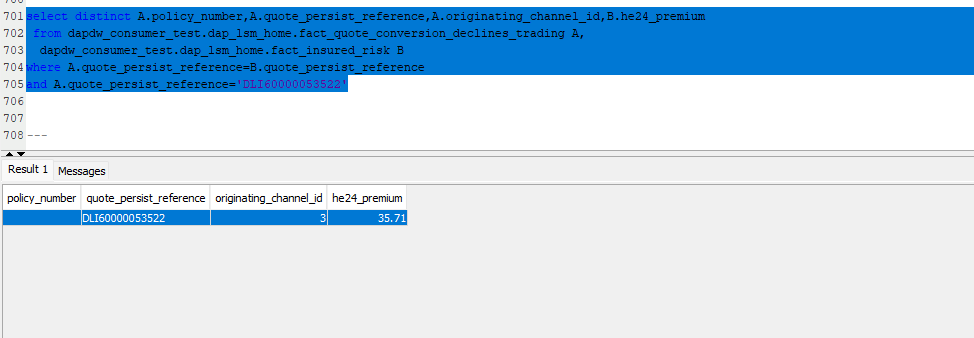 701 select distinct A.policy_number,A.quote_persist_reference,A.originating_channel_id,B.he24_premium
702 from dapdw_consumer_test.dap_lsm_home.fact_quote_conversion_declines_trading A,
703 dapdw_consumer_test.dap_lsm_home.fact_insured_risk B
704 where A.quote_persist_reference=B.quote_persist_reference
705 and A.quote_persist_reference='DLI60000053522'
706
707
708 ---
Result 1 Messages
policy_number quote_persist_reference originating_channel_id he24_premium
DLI60000053522 3 35.71